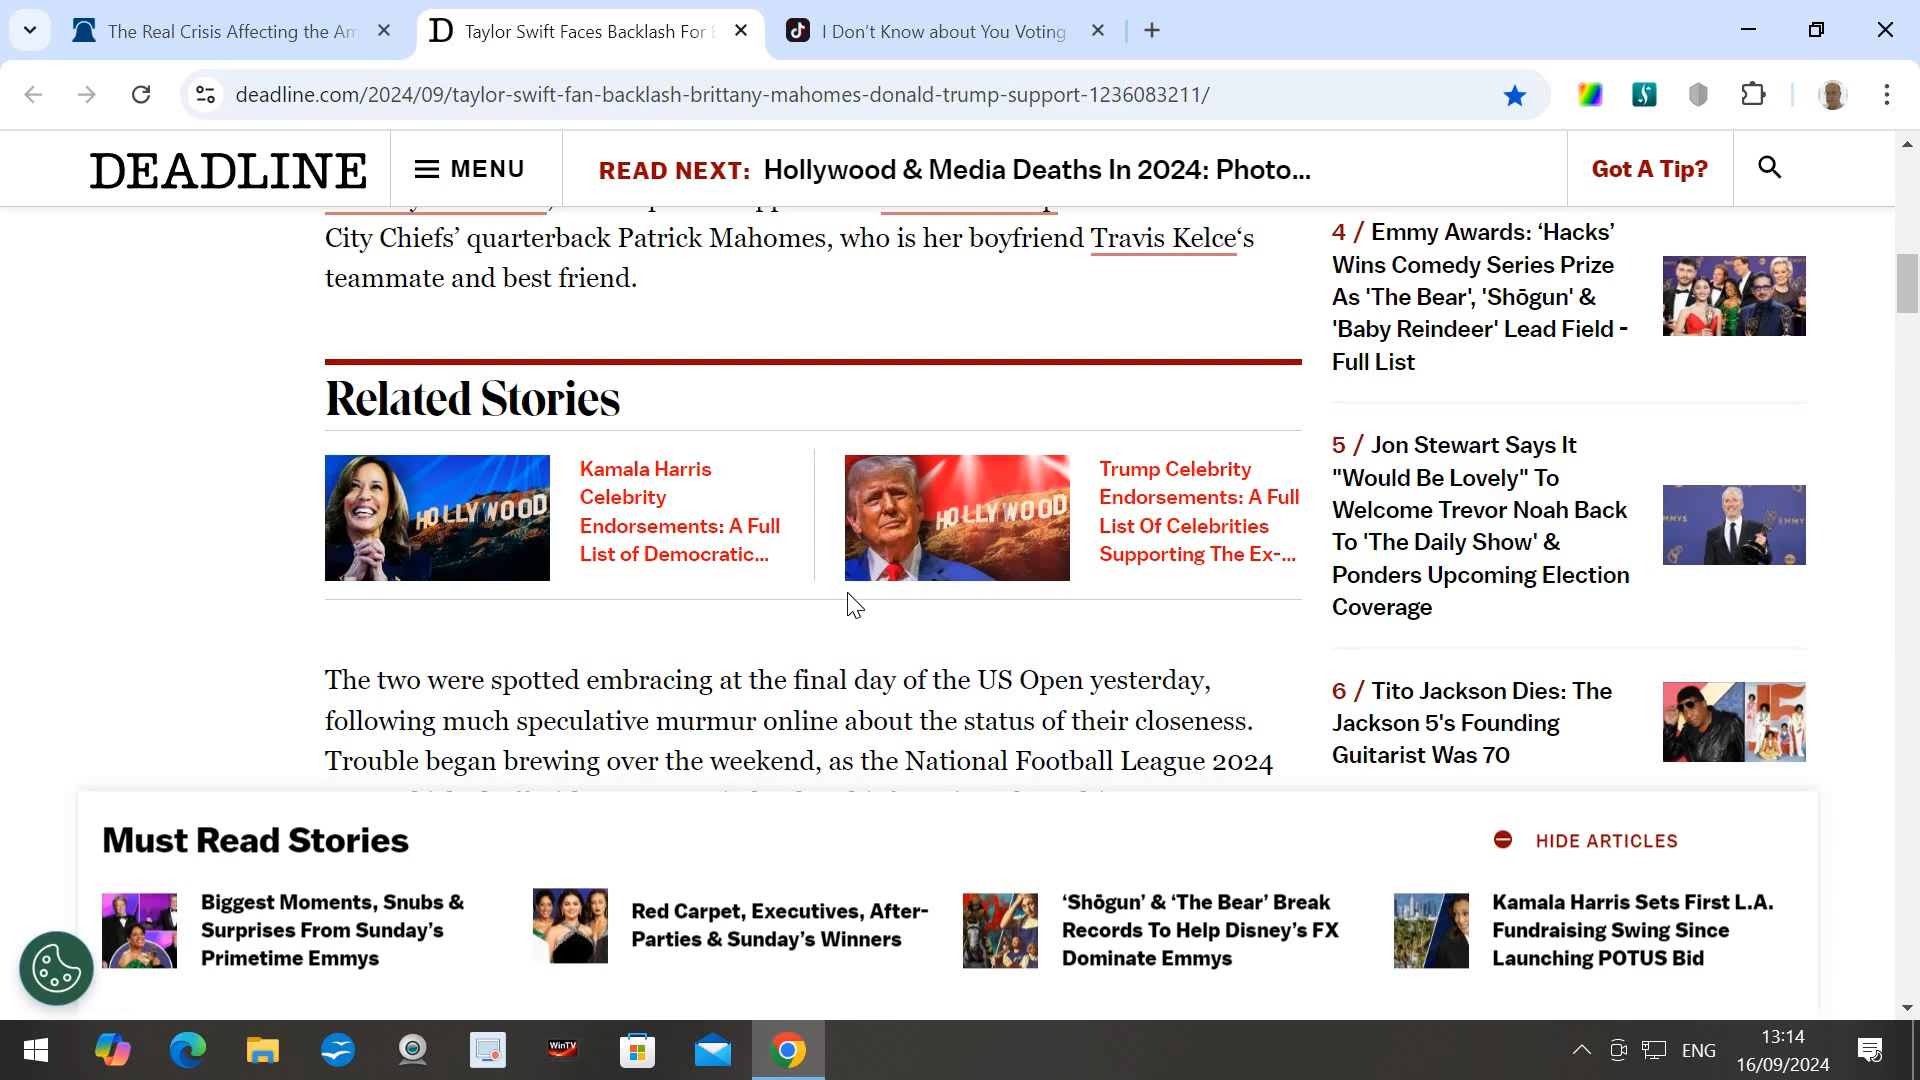 The Real Crisis Affecting the Am
Taylor Swift Faces Backlash For
I Don't Know about You Voting
deadline.com/2024/09/taylor-swift-fan-backlash-brittany-mahomes-donald-trump-support-1236083211/
DEADLINE
MENU
READ NEXT: Hollywood & Media Deaths In 2024: Photo...
Got A Tip?
City Chiefs’ quarterback Patrick Mahomes, who is her boyfriend Travis Kelce‘s
teammate and best friend.
Related Stories
Kamala Harris
Celebrity
Endorsements: A Full
List of Democratic...
HOLLYWOOD
Trump Celebrity
Endorsements: A Full
List Of Celebrities
Supporting The Ex-...
HOLLYWOOD
The two were spotted embracing at the final day of the US Open yesterday,
following much speculative murmur online about the status of their closeness.
Trouble began brewing over the weekend, as the National Football League 2024
4 / Emmy Awards: ‘Hacks’
Wins Comedy Series Prize
As 'The Bear', 'Shōgun' &
'Baby Reindeer' Lead Field -
Full List
5 / Jon Stewart Says It
"Would Be Lovely" To
Welcome Trevor Noah Back
To 'The Daily Show' &
Ponders Upcoming Election
Coverage
EMMYS
6 / Tito Jackson Dies: The
Jackson 5's Founding
Guitarist Was 70
Must Read Stories
HIDE ARTICLES
Biggest Moments, Snubs &
Surprises From Sunday’s
Primetime Emmys
Red Carpet, Executives, After-
Parties & Sunday’s Winners
‘Shōgun’ & ‘The Bear’ Break
Records To Help Disney’s FX
Dominate Emmys
Kamala Harris Sets First L.A.
Fundraising Swing Since
Launching POTUS Bid
WinTV
ENG
13:14
16/09/2024